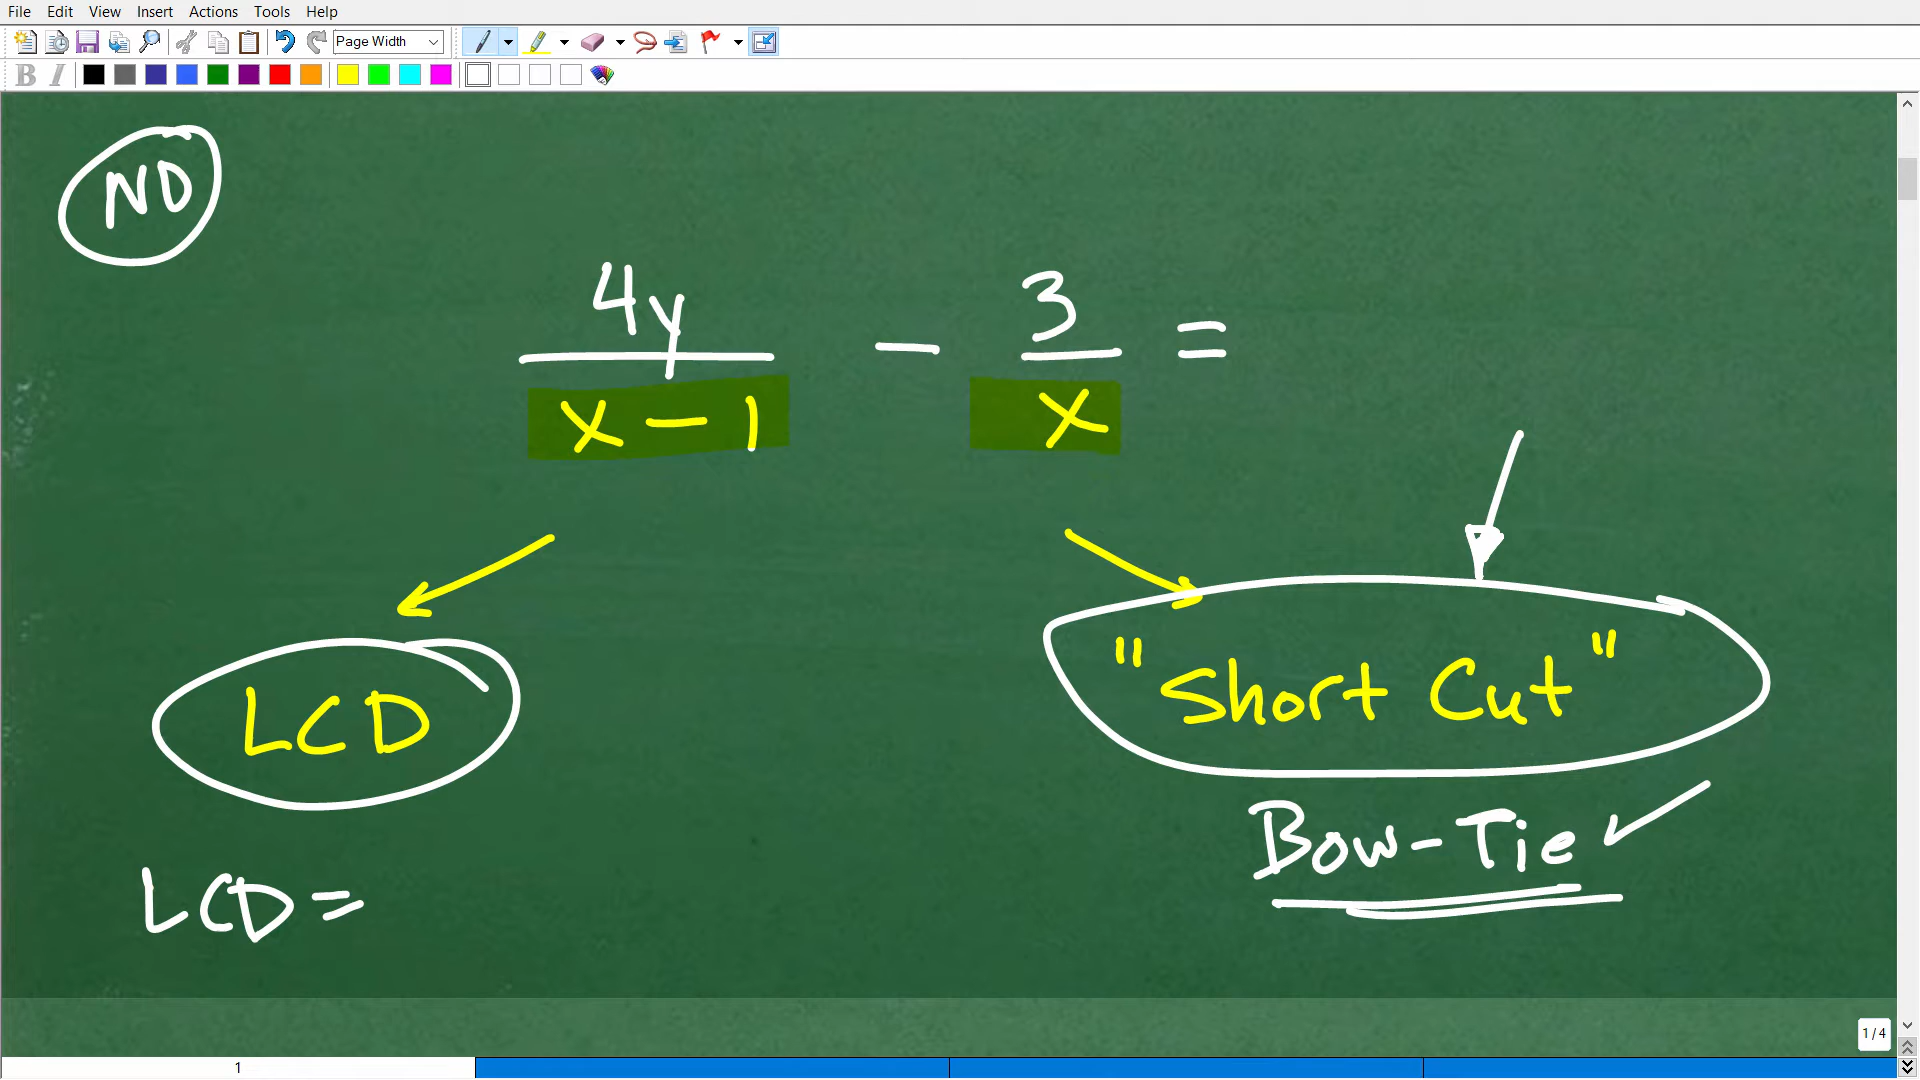 File Edit View Insert Actions Tools Help
Page Width
B I
ND
4y/(x - 1) - 3/x =
LCD
"Short Cut"
Bow-Tie
LCD =
1 / 4
1